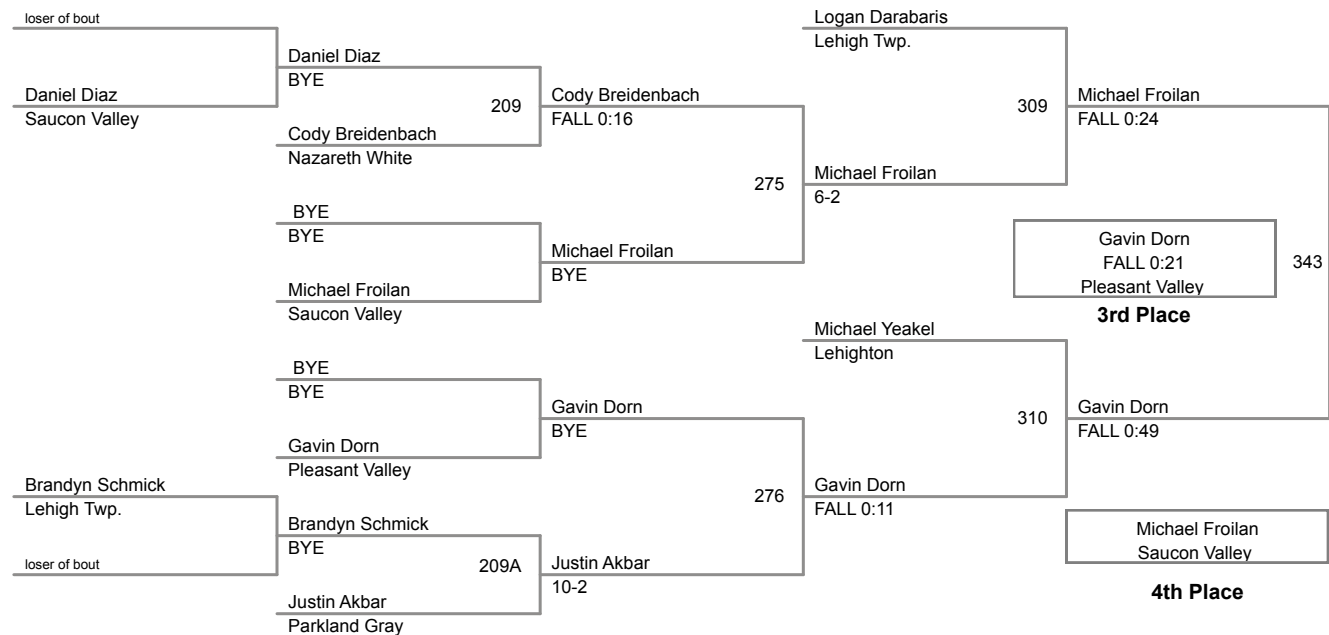 loser of bout
Logan Darabaris
Lehigh Twp.
Daniel Diaz
BYE
Daniel Diaz
Saucon Valley
209
Cody Breidenbach
FALL 0:16
309
Michael Froilan
FALL 0:24
Cody Breidenbach
Nazareth White
275
Michael Froilan
6-2
BYE
BYE
Michael Froilan
BYE
Gavin Dorn
FALL 0:21
Pleasant Valley
343
3rd Place
Michael Froilan
Saucon Valley
Michael Yeakel
Lehighton
BYE
BYE
Gavin Dorn
BYE
310
Gavin Dorn
FALL 0:49
Gavin Dorn
Pleasant Valley
Brandyn Schmick
Lehigh Twp.
276
Gavin Dorn
FALL 0:11
Brandyn Schmick
BYE
Michael Froilan
Saucon Valley
4th Place
loser of bout
209A
Justin Akbar
10-2
Justin Akbar
Parkland Gray